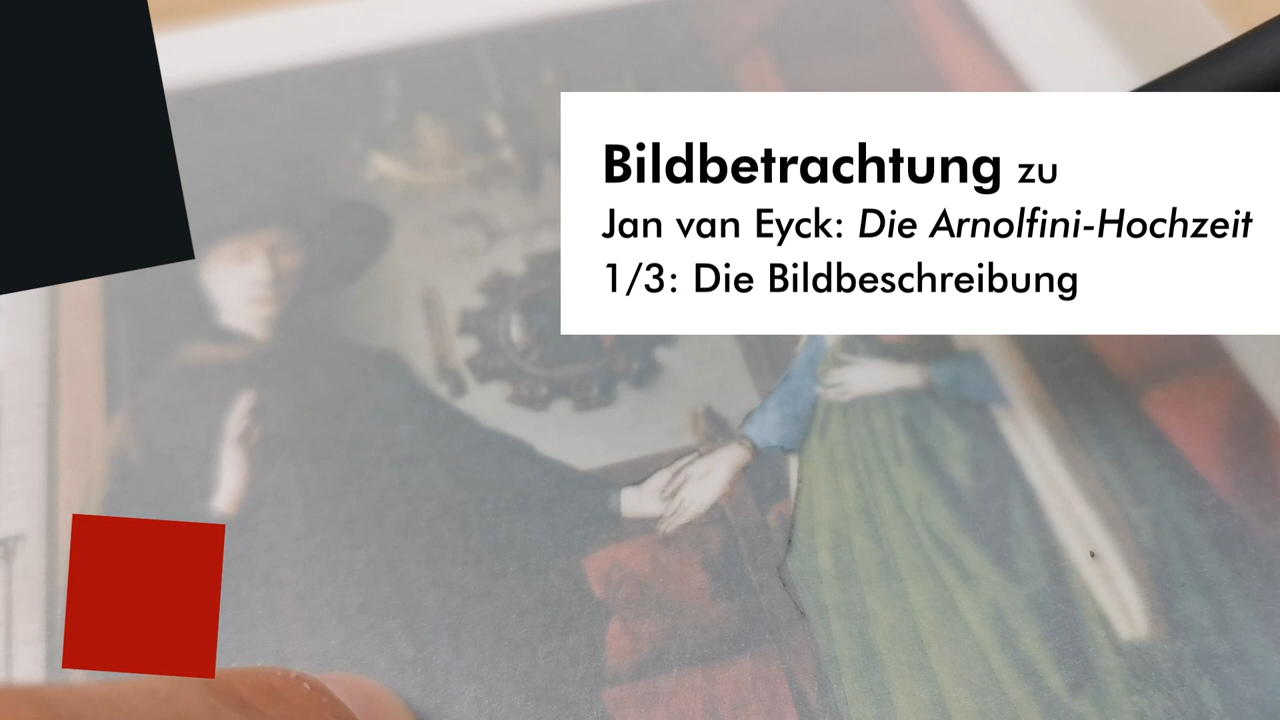 Bildbetrachtung zu
Jan van Eyck: Die Arnolfini-Hochzeit
1/3: Die Bildbeschreibung